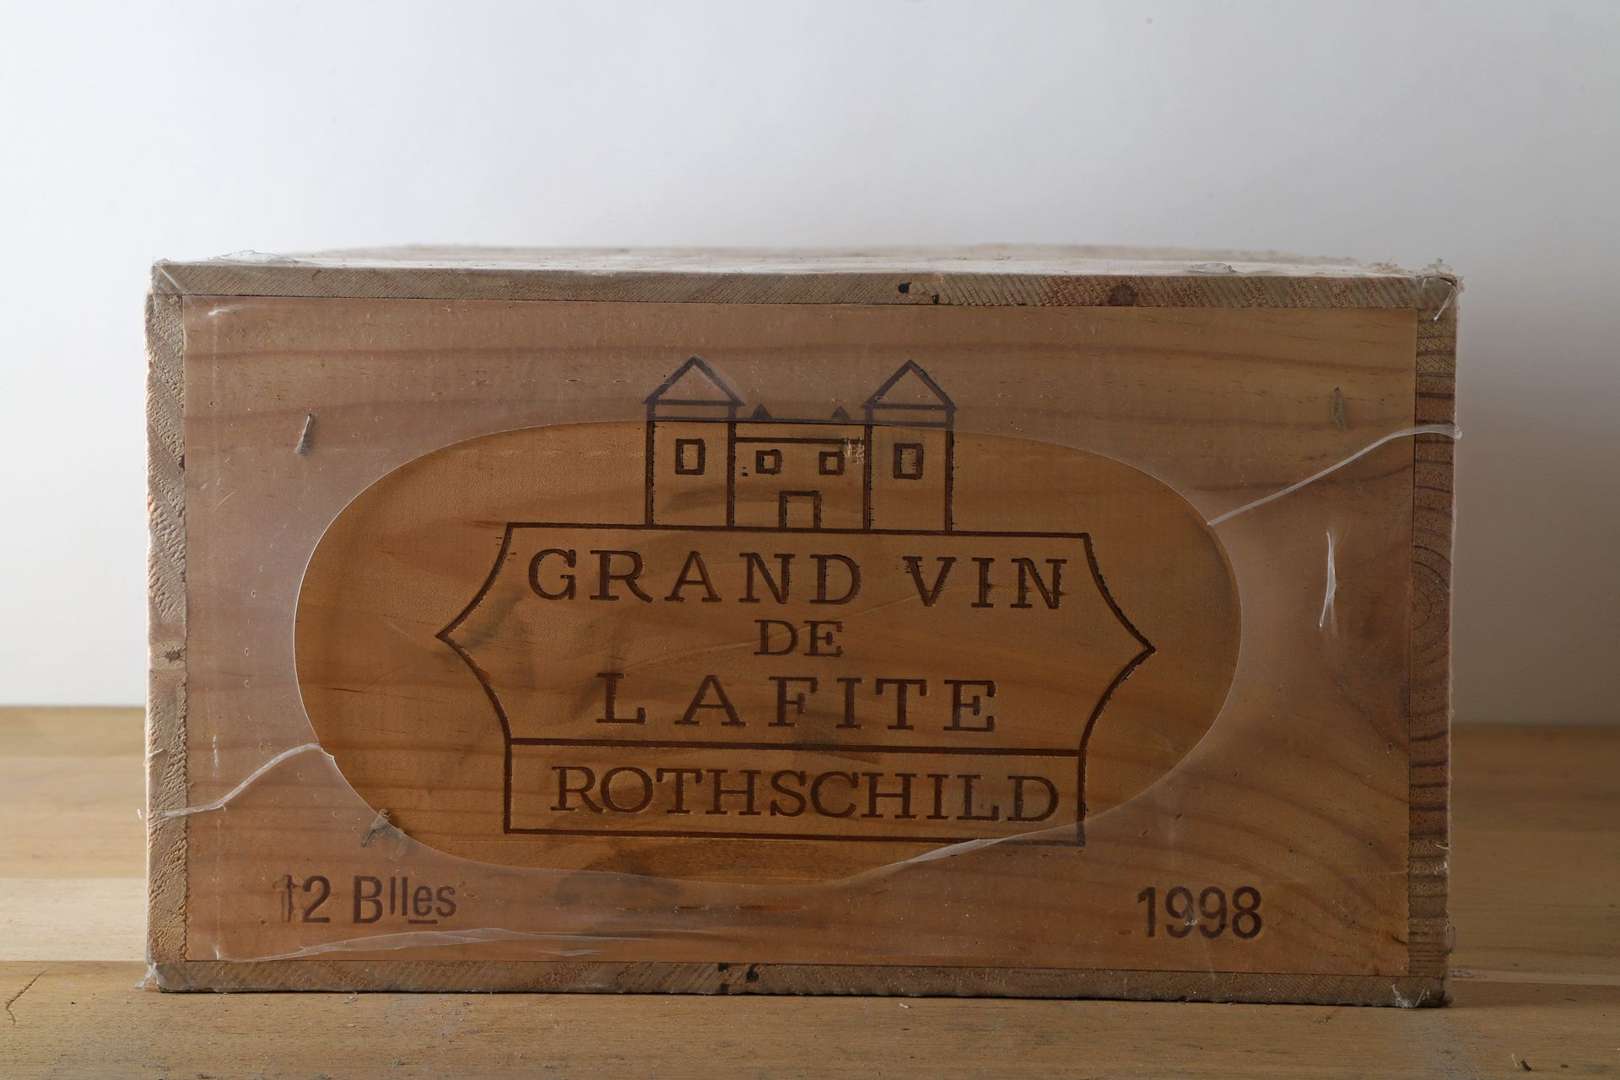 GRAND VIN
DE
LAFITE
ROTHSCHILD
12 Blles
1998